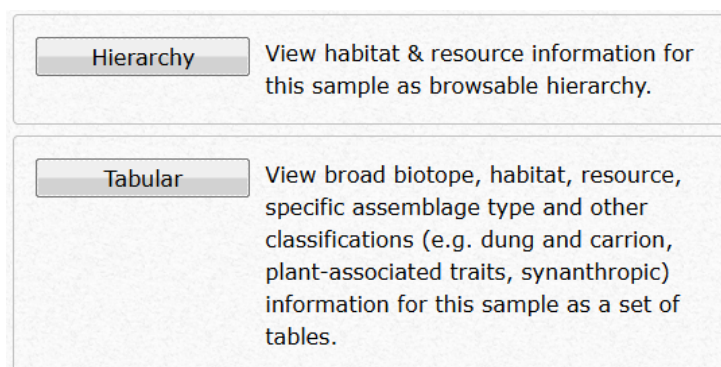 Hierarchy
View habitat & resource information for
this sample as browsable hierarchy.
Tabular
View broad biotope, habitat, resource,
specific assemblage type and other
classifications (e.g. dung and carrion,
plant-associated traits, synanthropic)
information for this sample as a set of
tables.